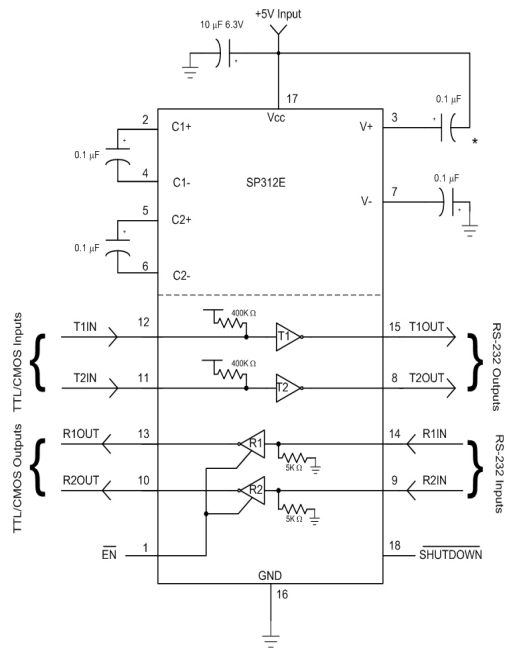 +5V Input
10 μF 6.3V
+
17
Vcc
0.1 μF
2
C1+
V+
3
+
*
+
0.1 μF
4
C1-
SP312E
0.1 μF
5
C2+
V-
7
+
+
0.1 μF
6
C2-
TTL/CMOS Inputs
T1IN
12
400K Ω
T1
15
T1OUT
RS-232 Outputs
T2IN
11
400K Ω
T2
8
T2OUT
TTL/CMOS Outputs
R1OUT
13
R1
14
R1IN
RS-232 Inputs
5K Ω
R2OUT
10
R2
9
R2IN
5K Ω
EN
1
18
SHUTDOWN
GND
16